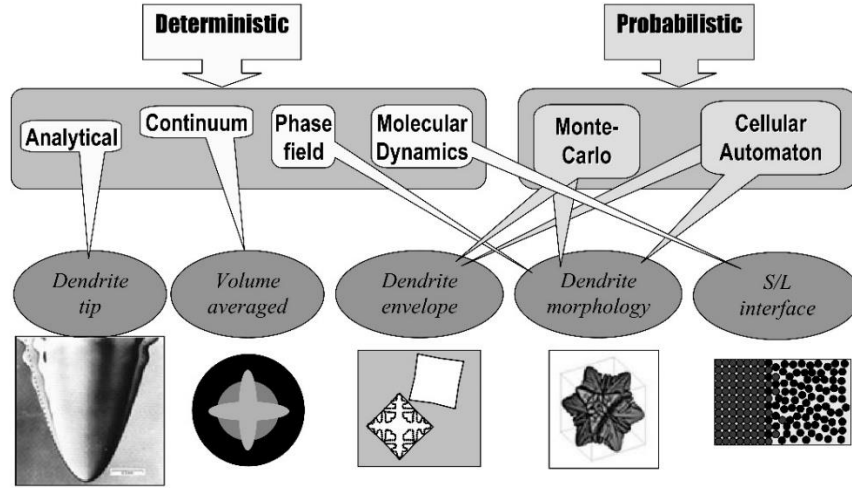 Deterministic
Probabilistic
Analytical
Continuum
Phase
field
Molecular
Dynamics
Monte-
Carlo
Cellular
Automaton
Dendrite
tip
Volume
averaged
Dendrite
envelope
Dendrite
morphology
S/L
interface